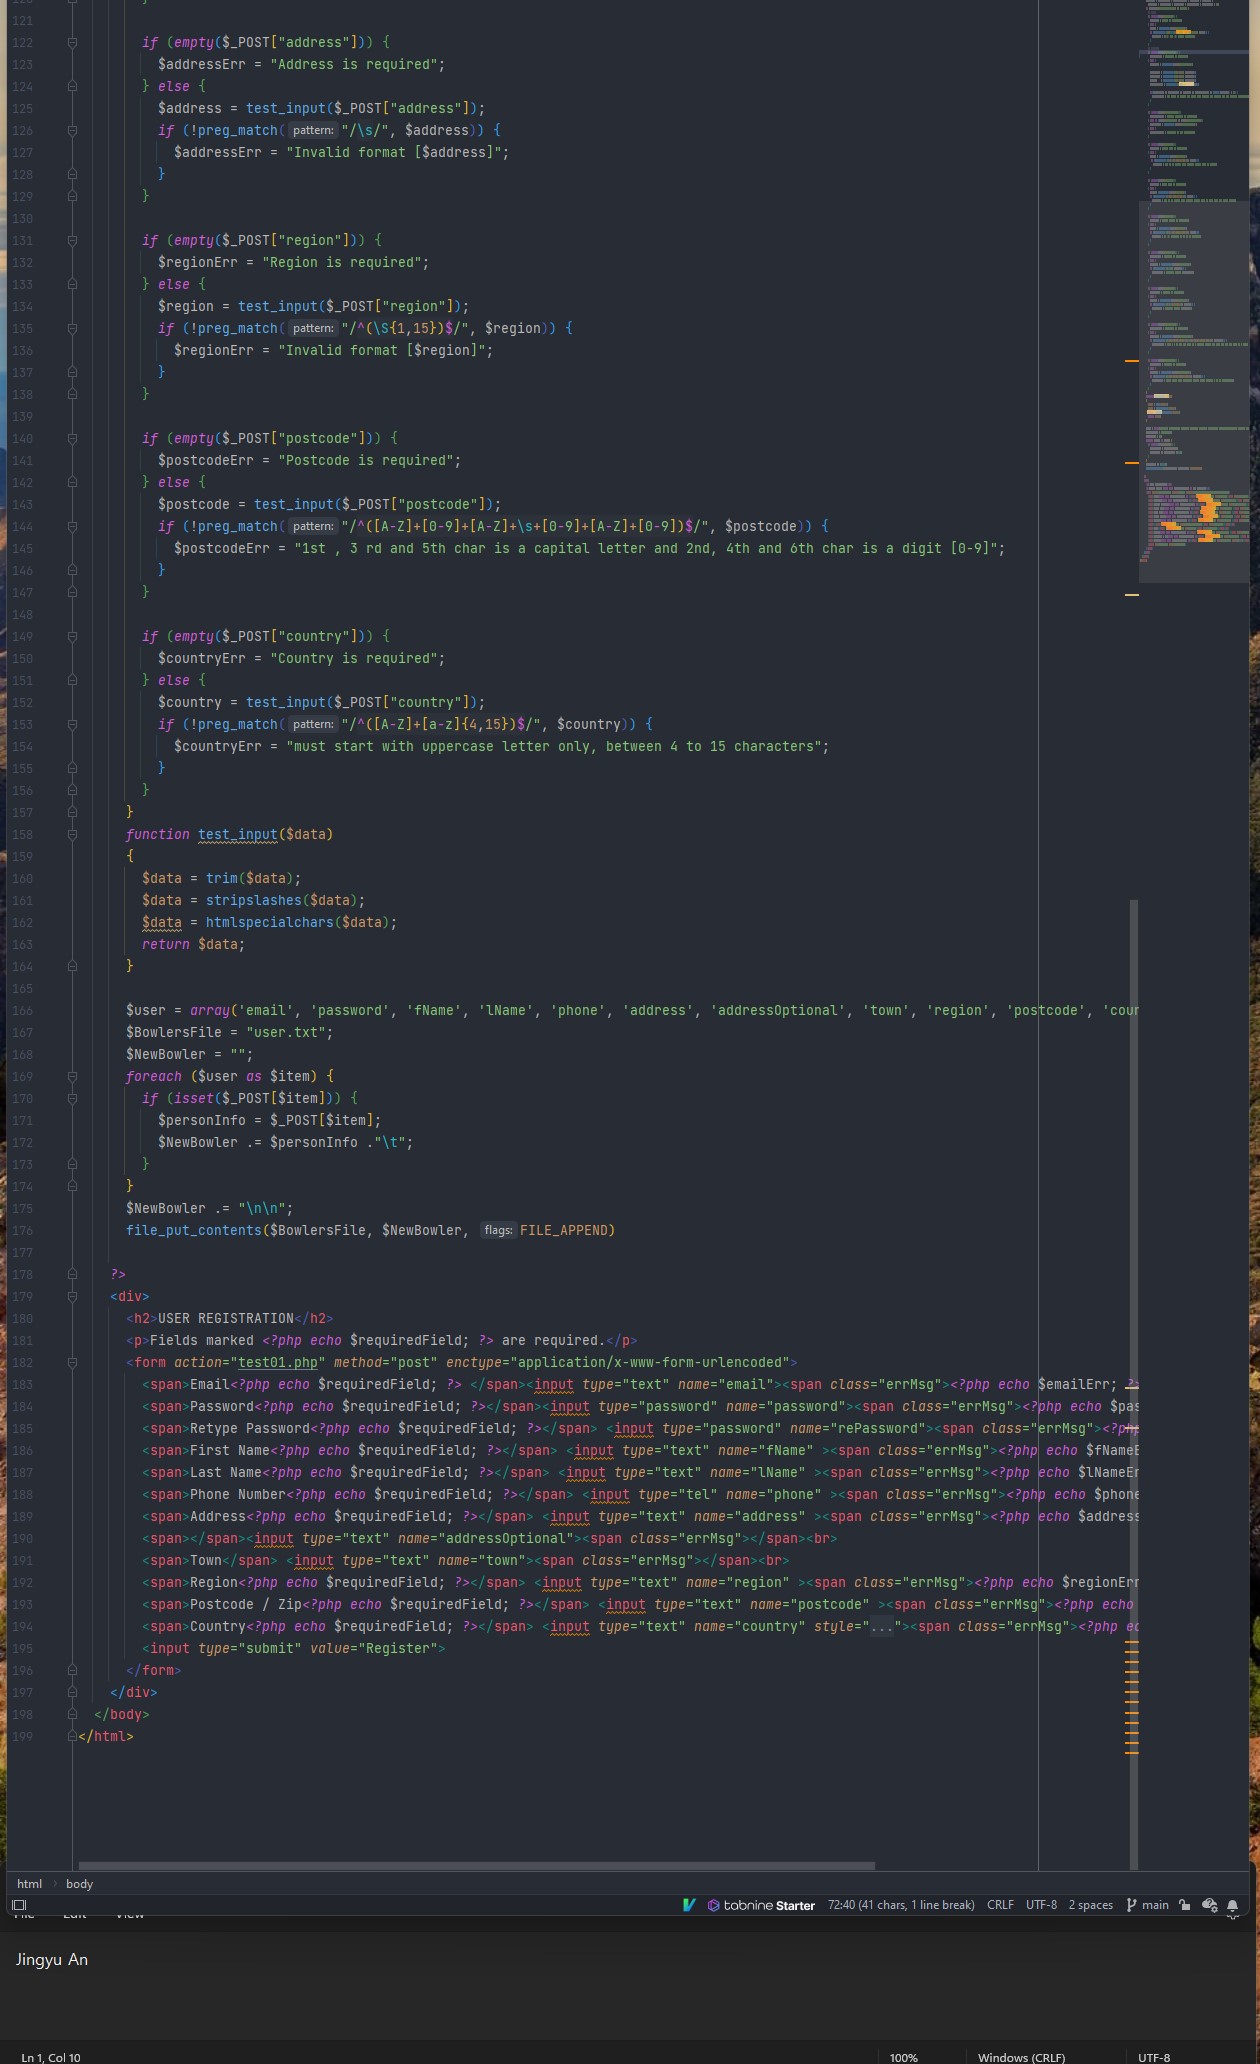 121
122 if (empty($_POST["address"])) {
123 $addressErr = "Address is required";
124 } else {
125 $address = test_input($_POST["address"]);
126 if (!preg_match( pattern: "/\s/", $address)) {
127 $addressErr = "Invalid format [$address]";
128 }
129 }
130
131 if (empty($_POST["region"])) {
132 $regionErr = "Region is required";
133 } else {
134 $region = test_input($_POST["region"]);
135 if (!preg_match( pattern: "/^(\S{1,15})$/", $region)) {
136 $regionErr = "Invalid format [$region]";
137 }
138 }
139
140 if (empty($_POST["postcode"])) {
141 $postcodeErr = "Postcode is required";
142 } else {
143 $postcode = test_input($_POST["postcode"]);
144 if (!preg_match( pattern: "/^([A-Z]+[0-9]+[A-Z]+\s+[0-9]+[A-Z]+[0-9])$/", $postcode)) {
145 $postcodeErr = "1st , 3 rd and 5th char is a capital letter and 2nd, 4th and 6th char is a digit [0-9]";
146 }
147 }
148
149 if (empty($_POST["country"])) {
150 $countryErr = "Country is required";
151 } else {
152 $country = test_input($_POST["country"]);
153 if (!preg_match( pattern: "/^([A-Z]+[a-z]{4,15})$/", $country)) {
154 $countryErr = "must start with uppercase letter only, between 4 to 15 characters";
155 }
156 }
157 }
158 function test_input($data)
159 {
160 $data = trim($data);
161 $data = stripslashes($data);
162 $data = htmlspecialchars($data);
163 return $data;
164 }
165
166 $user = array('email', 'password', 'fName', 'lName', 'phone', 'address', 'addressOptional', 'town', 'region', 'postcode', 'coun
167 $BowlersFile = "user.txt";
168 $NewBowler = "";
169 foreach ($user as $item) {
170 if (isset($_POST[$item])) {
171 $personInfo = $_POST[$item];
172 $NewBowler .= $personInfo ."\t";
173 }
174 }
175 $NewBowler .= "\n\n";
176 file_put_contents($BowlersFile, $NewBowler, flags: FILE_APPEND)
177
178 ?>
179 <div>
180 <h2>USER REGISTRATION</h2>
181 <p>Fields marked <?php echo $requiredField; ?> are required.</p>
182 <form action="test01.php" method="post" enctype="application/x-www-form-urlencoded">
183 <span>Email<?php echo $requiredField; ?> </span><input type="text" name="email"><span class="errMsg"><?php echo $emailErr; ?>
184 <span>Password<?php echo $requiredField; ?></span><input type="password" name="password"><span class="errMsg"><?php echo $pas
185 <span>Retype Password<?php echo $requiredField; ?></span> <input type="password" name="rePassword"><span class="errMsg"><?php
186 <span>First Name<?php echo $requiredField; ?></span> <input type="text" name="fName" ><span class="errMsg"><?php echo $fNameE
187 <span>Last Name<?php echo $requiredField; ?></span> <input type="text" name="lName" ><span class="errMsg"><?php echo $lNameEr
188 <span>Phone Number<?php echo $requiredField; ?></span> <input type="tel" name="phone" ><span class="errMsg"><?php echo $phone
189 <span>Address<?php echo $requiredField; ?></span> <input type="text" name="address" ><span class="errMsg"><?php echo $address
190 <span></span><input type="text" name="addressOptional"><span class="errMsg"></span><br>
191 <span>Town</span> <input type="text" name="town"><span class="errMsg"></span><br>
192 <span>Region<?php echo $requiredField; ?></span> <input type="text" name="region" ><span class="errMsg"><?php echo $regionErr
193 <span>Postcode / Zip<?php echo $requiredField; ?></span> <input type="text" name="postcode" ><span class="errMsg"><?php echo
194 <span>Country<?php echo $requiredField; ?></span> <input type="text" name="country" style="..."><span class="errMsg"><?php ec
195 <input type="submit" value="Register">
196 </form>
197 </div>
198 </body>
199 </html>
html › body
tabnine Starter 72:40 (41 chars, 1 line break) CRLF UTF-8 2 spaces main
File Edit View
Jingyu An
Ln 1, Col 10 100% Windows (CRLF) UTF-8